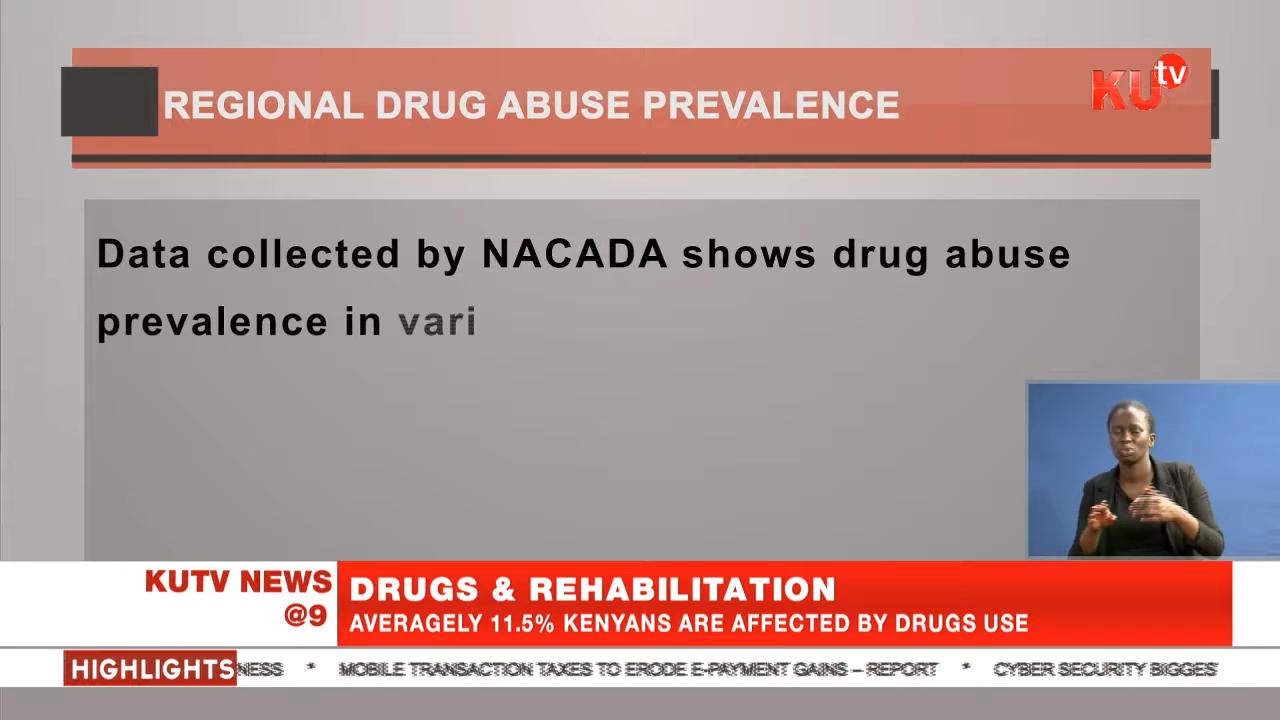 REGIONAL DRUG ABUSE PREVALENCE
KU tv
Data collected by NACADA shows drug abuse
prevalence in vari
KUTV NEWS
@9
DRUGS & REHABILITATION
AVERAGELY 11.5% KENYANS ARE AFFECTED BY DRUGS USE
HIGHLIGHTS
NESS * MOBILE TRANSACTION TAXES TO ERODE E-PAYMENT GAINS – REPORT * CYBER SECURITY BIGGES